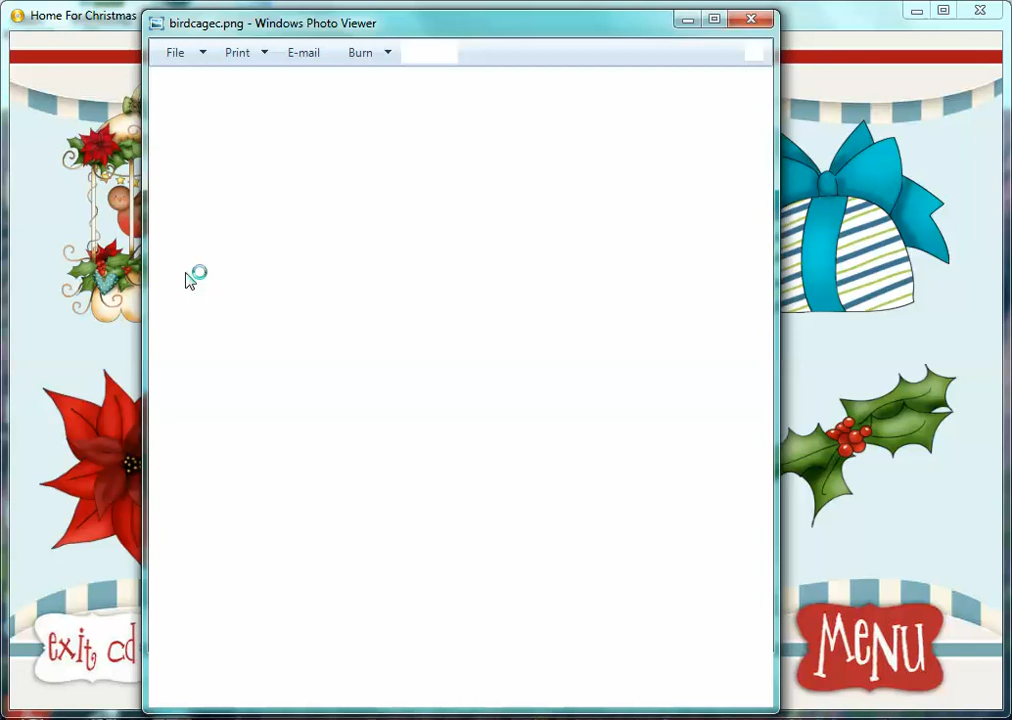 Home For Christmas
birdcagec.png - Windows Photo Viewer
File Print E-mail Burn
exit cd
MeNU